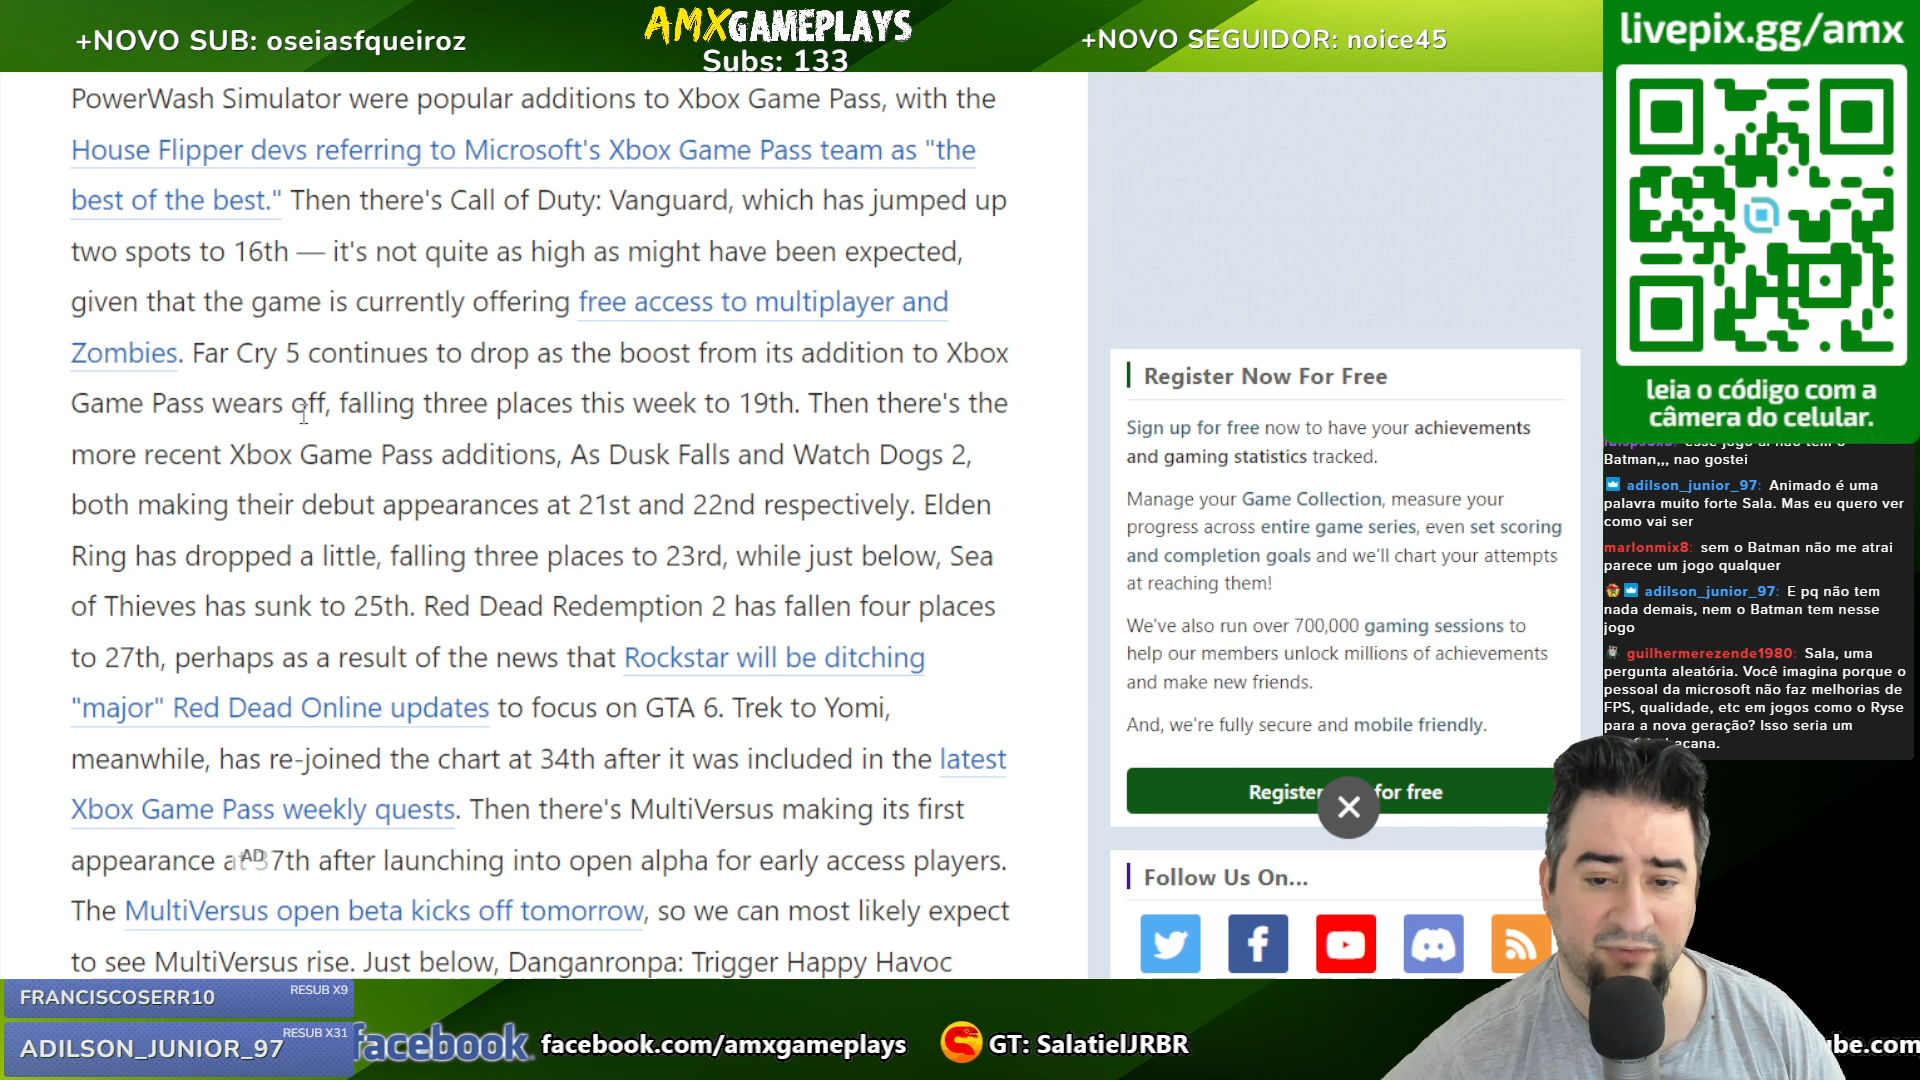 +NOVO SUB: oseiasfqueiroz
AMXGAMEPLAYS
Subs: 133
+NOVO SEGUIDOR: noice45
livepix.gg/amx
leia o código com a
câmera do celular.
PowerWash Simulator were popular additions to Xbox Game Pass, with the
House Flipper devs referring to Microsoft's Xbox Game Pass team as "the
best of the best." Then there's Call of Duty: Vanguard, which has jumped up
two spots to 16th — it's not quite as high as might have been expected,
given that the game is currently offering free access to multiplayer and
Zombies. Far Cry 5 continues to drop as the boost from its addition to Xbox
Game Pass wears off, falling three places this week to 19th. Then there's the
more recent Xbox Game Pass additions, As Dusk Falls and Watch Dogs 2,
both making their debut appearances at 21st and 22nd respectively. Elden
Ring has dropped a little, falling three places to 23rd, while just below, Sea
of Thieves has sunk to 25th. Red Dead Redemption 2 has fallen four places
to 27th, perhaps as a result of the news that Rockstar will be ditching
"major" Red Dead Online updates to focus on GTA 6. Trek to Yomi,
meanwhile, has re-joined the chart at 34th after it was included in the latest
Xbox Game Pass weekly quests. Then there's MultiVersus making its first
appearance at 37th after launching into open alpha for early access players.
AD
The MultiVersus open beta kicks off tomorrow, so we can most likely expect
to see MultiVersus rise. Just below, Danganronpa: Trigger Happy Havoc
Register Now For Free
Sign up for free now to have your achievements
and gaming statistics tracked.
Manage your Game Collection, measure your
progress across entire game series, even set scoring
and completion goals and we'll chart your attempts
at reaching them!
We've also run over 700,000 gaming sessions to
help our members unlock millions of achievements
and make new friends.
And, we're fully secure and mobile friendly.
Register for free
Follow Us On...
Batman,,, nao gostei
adilson_junior_97: Animado é uma
palavra muito forte Sala. Mas eu quero ver
como vai ser
marlonmix8: sem o Batman não me atrai
parece um jogo qualquer
adilson_junior_97: E pq não tem
nada demais, nem o Batman tem nesse
jogo
guilhermerezende1980: Sala, uma
pergunta aleatória. Você imagina porque o
pessoal da microsoft não faz melhorias de
FPS, qualidade, etc em jogos como o Ryse
para a nova geração? Isso seria um
FRANCISCOSERR10 RESUB X9
ADILSON_JUNIOR_97 RESUB X31
facebook. facebook.com/amxgameplays
GT: SalatielJRBR